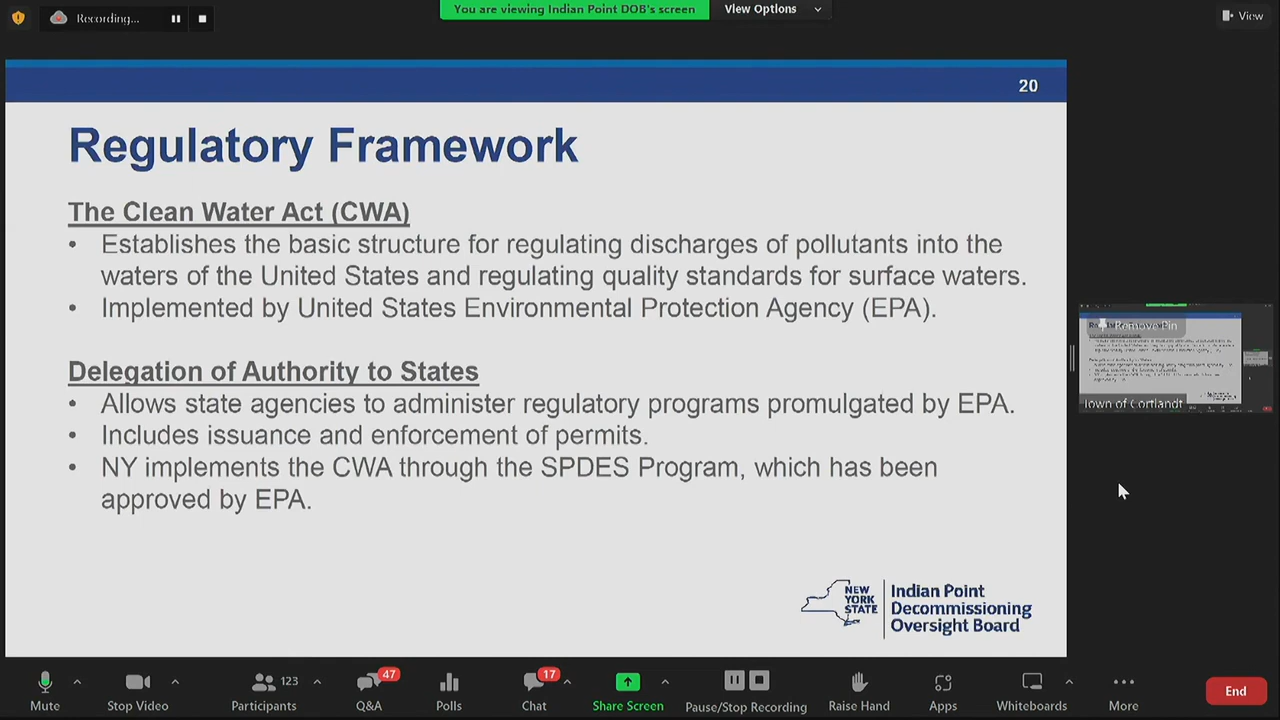 Recording...
You are viewing Indian Point DOB's screen
View Options
View
20
Regulatory Framework
The Clean Water Act (CWA)
• Establishes the basic structure for regulating discharges of pollutants into the
waters of the United States and regulating quality standards for surface waters.
• Implemented by United States Environmental Protection Agency (EPA).
Delegation of Authority to States
• Allows state agencies to administer regulatory programs promulgated by EPA.
• Includes issuance and enforcement of permits.
• NY implements the CWA through the SPDES Program, which has been
approved by EPA.
Remove Pin
Town of Cortlandt
NEW
YORK
STATE
Indian Point
Decommissioning
Oversight Board
Mute
Stop Video
123
Participants
47
Q&A
Polls
17
Chat
Share Screen
Pause/Stop Recording
Raise Hand
Apps
Whiteboards
More
End